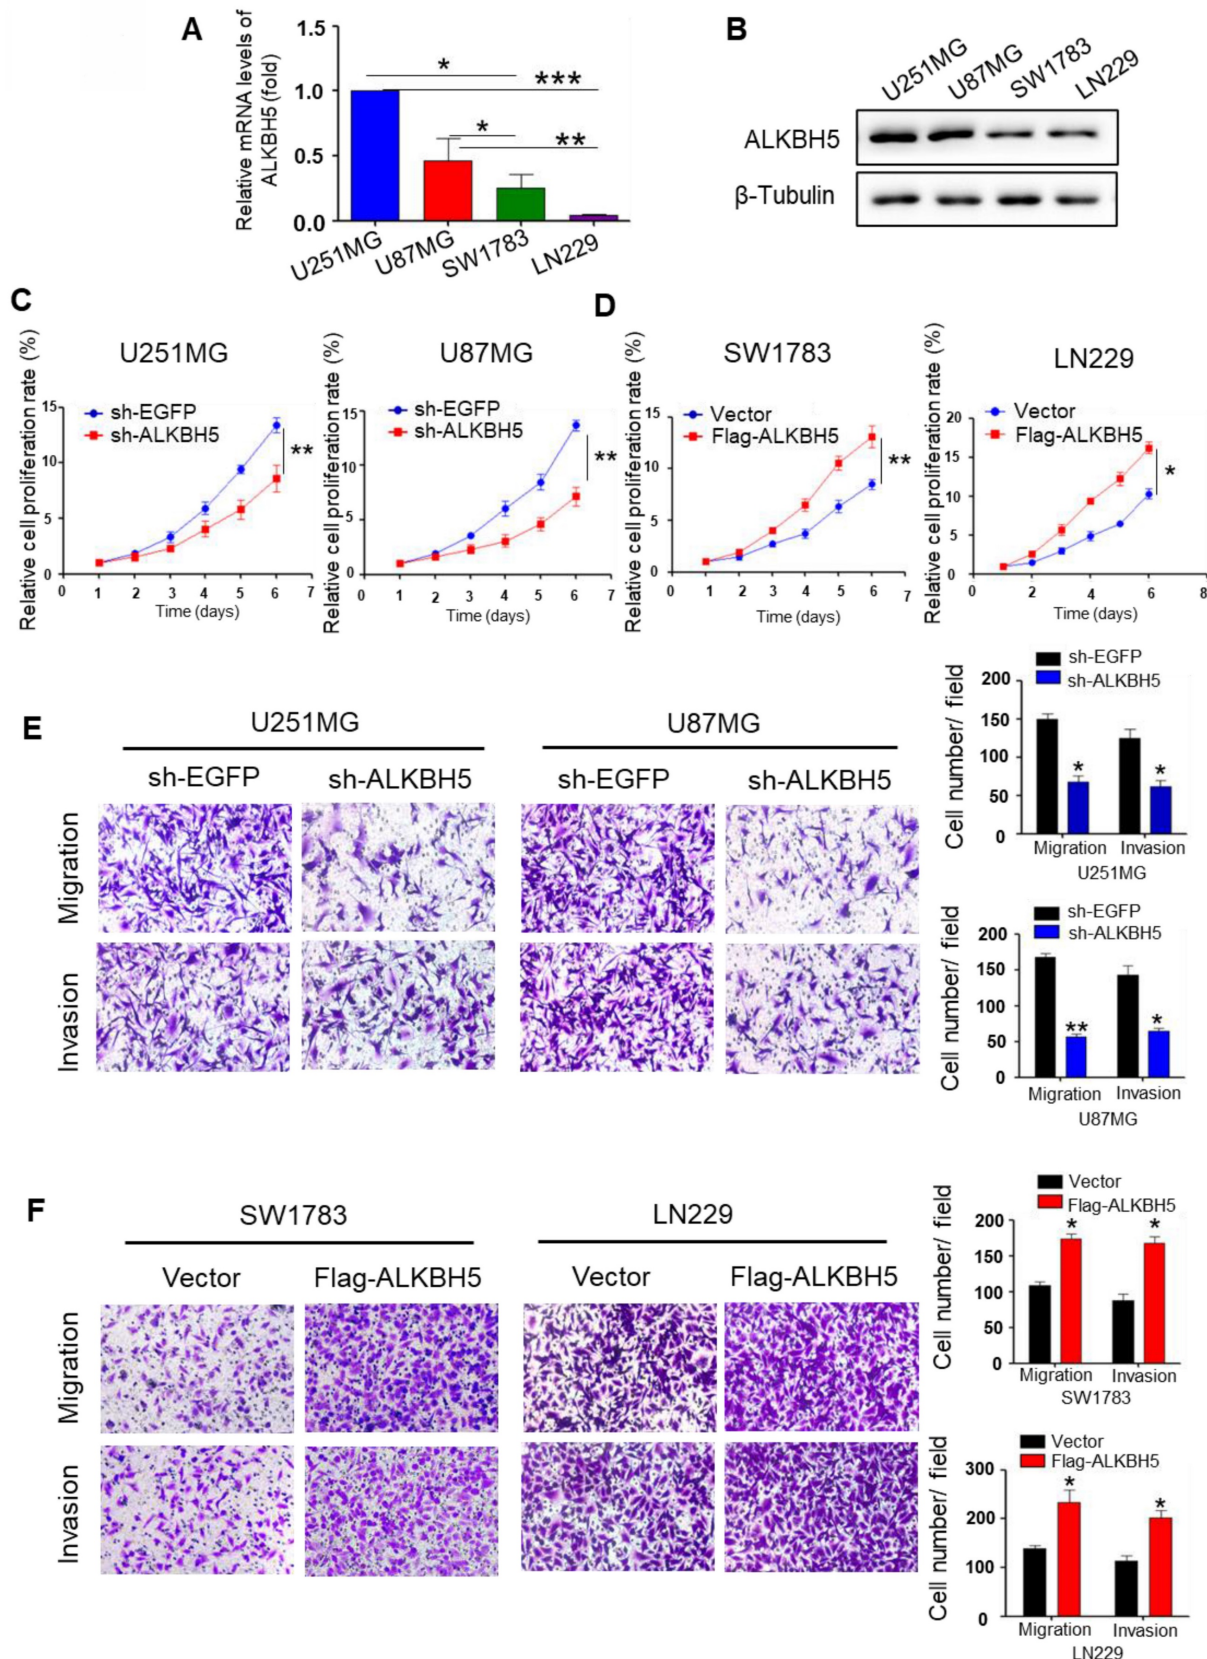 A
Relative mRNA levels of
ALKBH5 (fold)
1.5
1.0
0.5
0.0
*
***
*
**
U251MG
U87MG
SW1783
LN229
B
U251MG
U87MG
SW1783
LN229
ALKBH5
β-Tubulin
C
U251MG
Relative cell proliferation rate (%)
sh-EGFP
sh-ALKBH5
15
10
5
0
**
0 1 2 3 4 5 6 7
Time (days)
U87MG
Relative cell proliferation rate (%)
sh-EGFP
sh-ALKBH5
15
10
5
0
**
0 1 2 3 4 5 6 7
Time (days)
D
SW1783
Relative cell proliferation rate (%)
Vector
Flag-ALKBH5
15
10
5
0
**
0 1 2 3 4 5 6 7
Time (days)
LN229
Relative cell proliferation rate (%)
Vector
Flag-ALKBH5
20
15
10
5
0
*
0 2 4 6 8
Time (days)
E
U251MG
U87MG
sh-EGFP sh-ALKBH5 sh-EGFP sh-ALKBH5
Migration
Invasion
sh-EGFP
sh-ALKBH5
Cell number/ field
200
150
100
50
0
* *
Migration Invasion
U251MG
sh-EGFP
sh-ALKBH5
Cell number/ field
200
150
100
50
0
** *
Migration Invasion
U87MG
F
SW1783
LN229
Vector Flag-ALKBH5 Vector Flag-ALKBH5
Migration
Invasion
Vector
Flag-ALKBH5
Cell number/ field
200
150
100
50
0
* *
Migration Invasion
SW1783
Vector
Flag-ALKBH5
Cell number/ field
300
200
100
0
* *
Migration Invasion
LN229